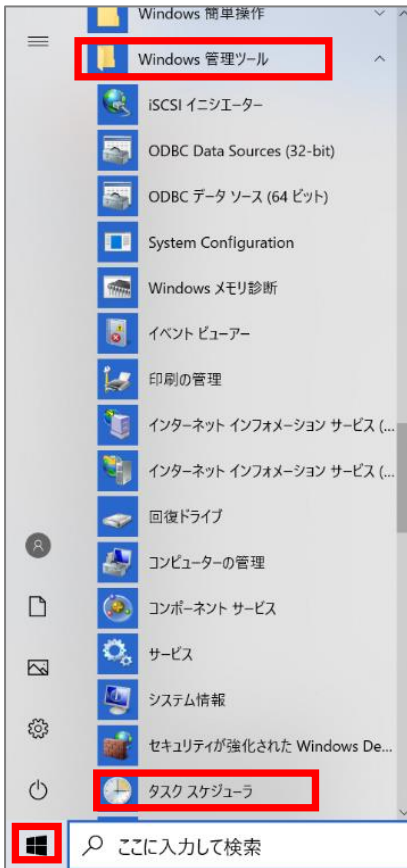 Windows 簡単操作
Windows 管理ツール
iSCSI イニシエーター
ODBC Data Sources (32-bit)
ODBC データ ソース (64 ビット)
System Configuration
Windows メモリ診断
イベント ビューアー
印刷の管理
インターネット インフォメーション サービス (...
インターネット インフォメーション サービス (...
回復ドライブ
コンピューターの管理
コンポーネント サービス
サービス
システム情報
セキュリティが強化された Windows De...
タスク スケジューラ
ここに入力して検索